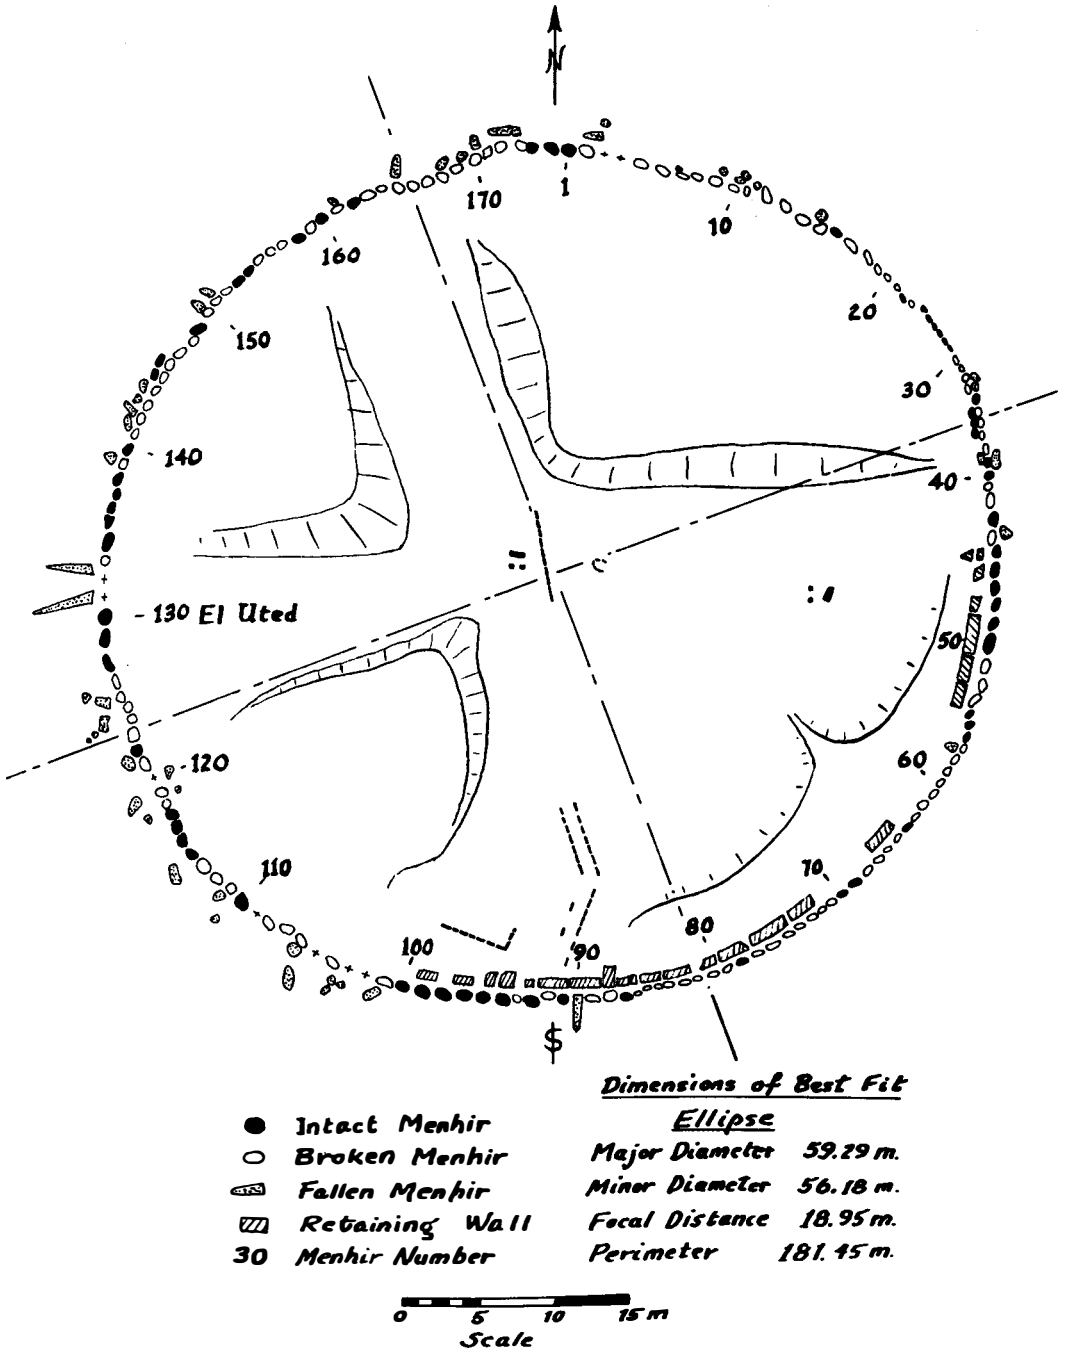 N
170
1
10
160
20
150
30
140
40
130 El Uted
50
120
60
110
70
80
100
90
$
Dimensions of Best Fit
Ellipse
Intact Menhir
Broken Menhir
Fallen Menhir
Retaining Wall
30 Menhir Number
Major Diameter 59.29 m.
Minor Diameter 56.18 m.
Focal Distance 18.95 m.
Perimeter 181.45 m.
0 5 10 15 m
Scale